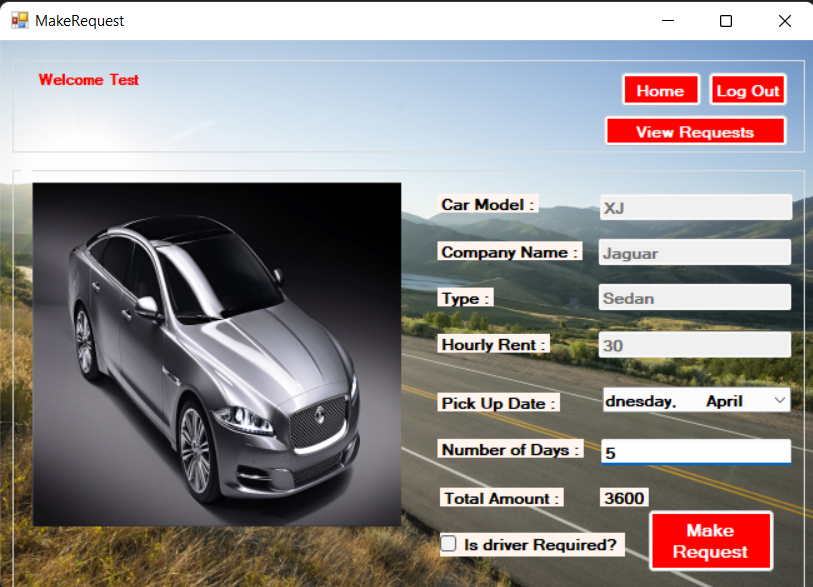 MakeRequest
Welcome Test
Home
Log Out
View Requests
Car Model :
XJ
Company Name :
Jaguar
Type :
Sedan
Hourly Rent :
30
Pick Up Date :
dnesday, April
Number of Days :
5
Total Amount :
3600
Is driver Required?
Make
Request